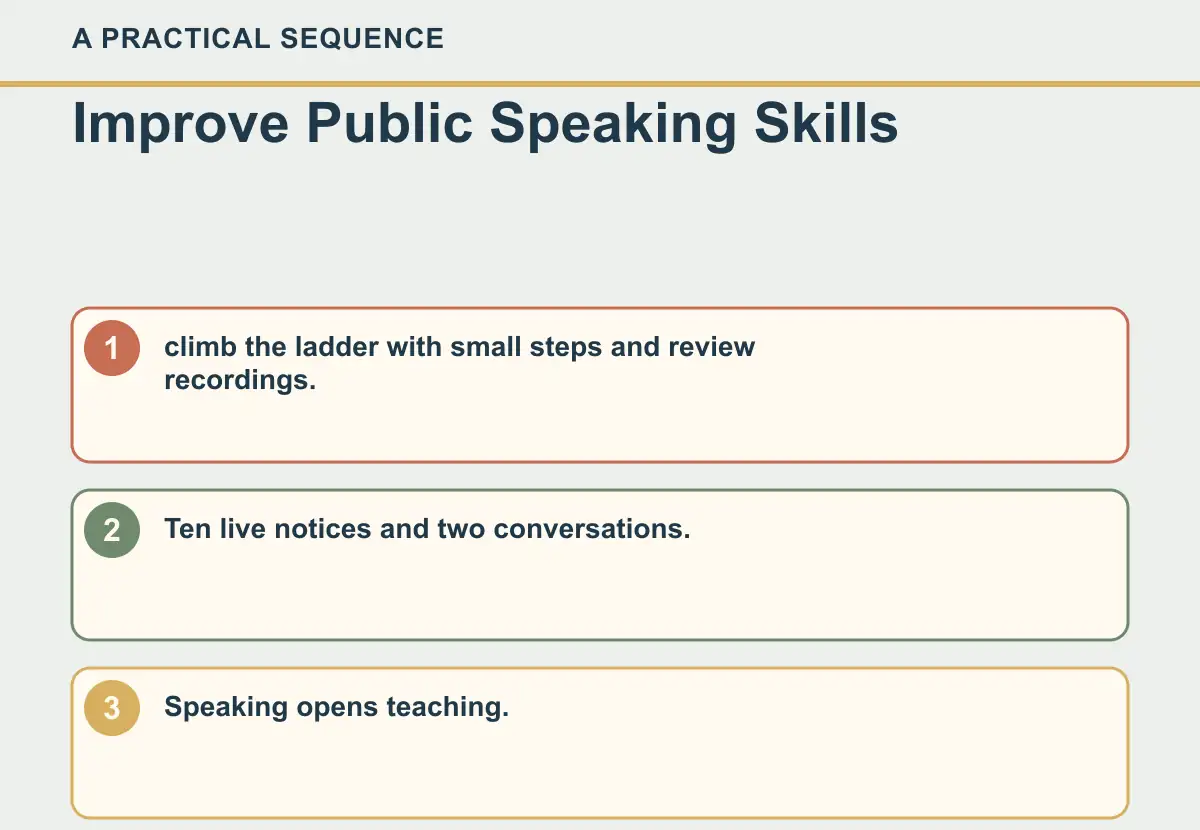 A PRACTICAL SEQUENCE
Improve Public Speaking Skills
1
climb the ladder with small steps and review
recordings.
2
Ten live notices and two conversations.
3
Speaking opens teaching.